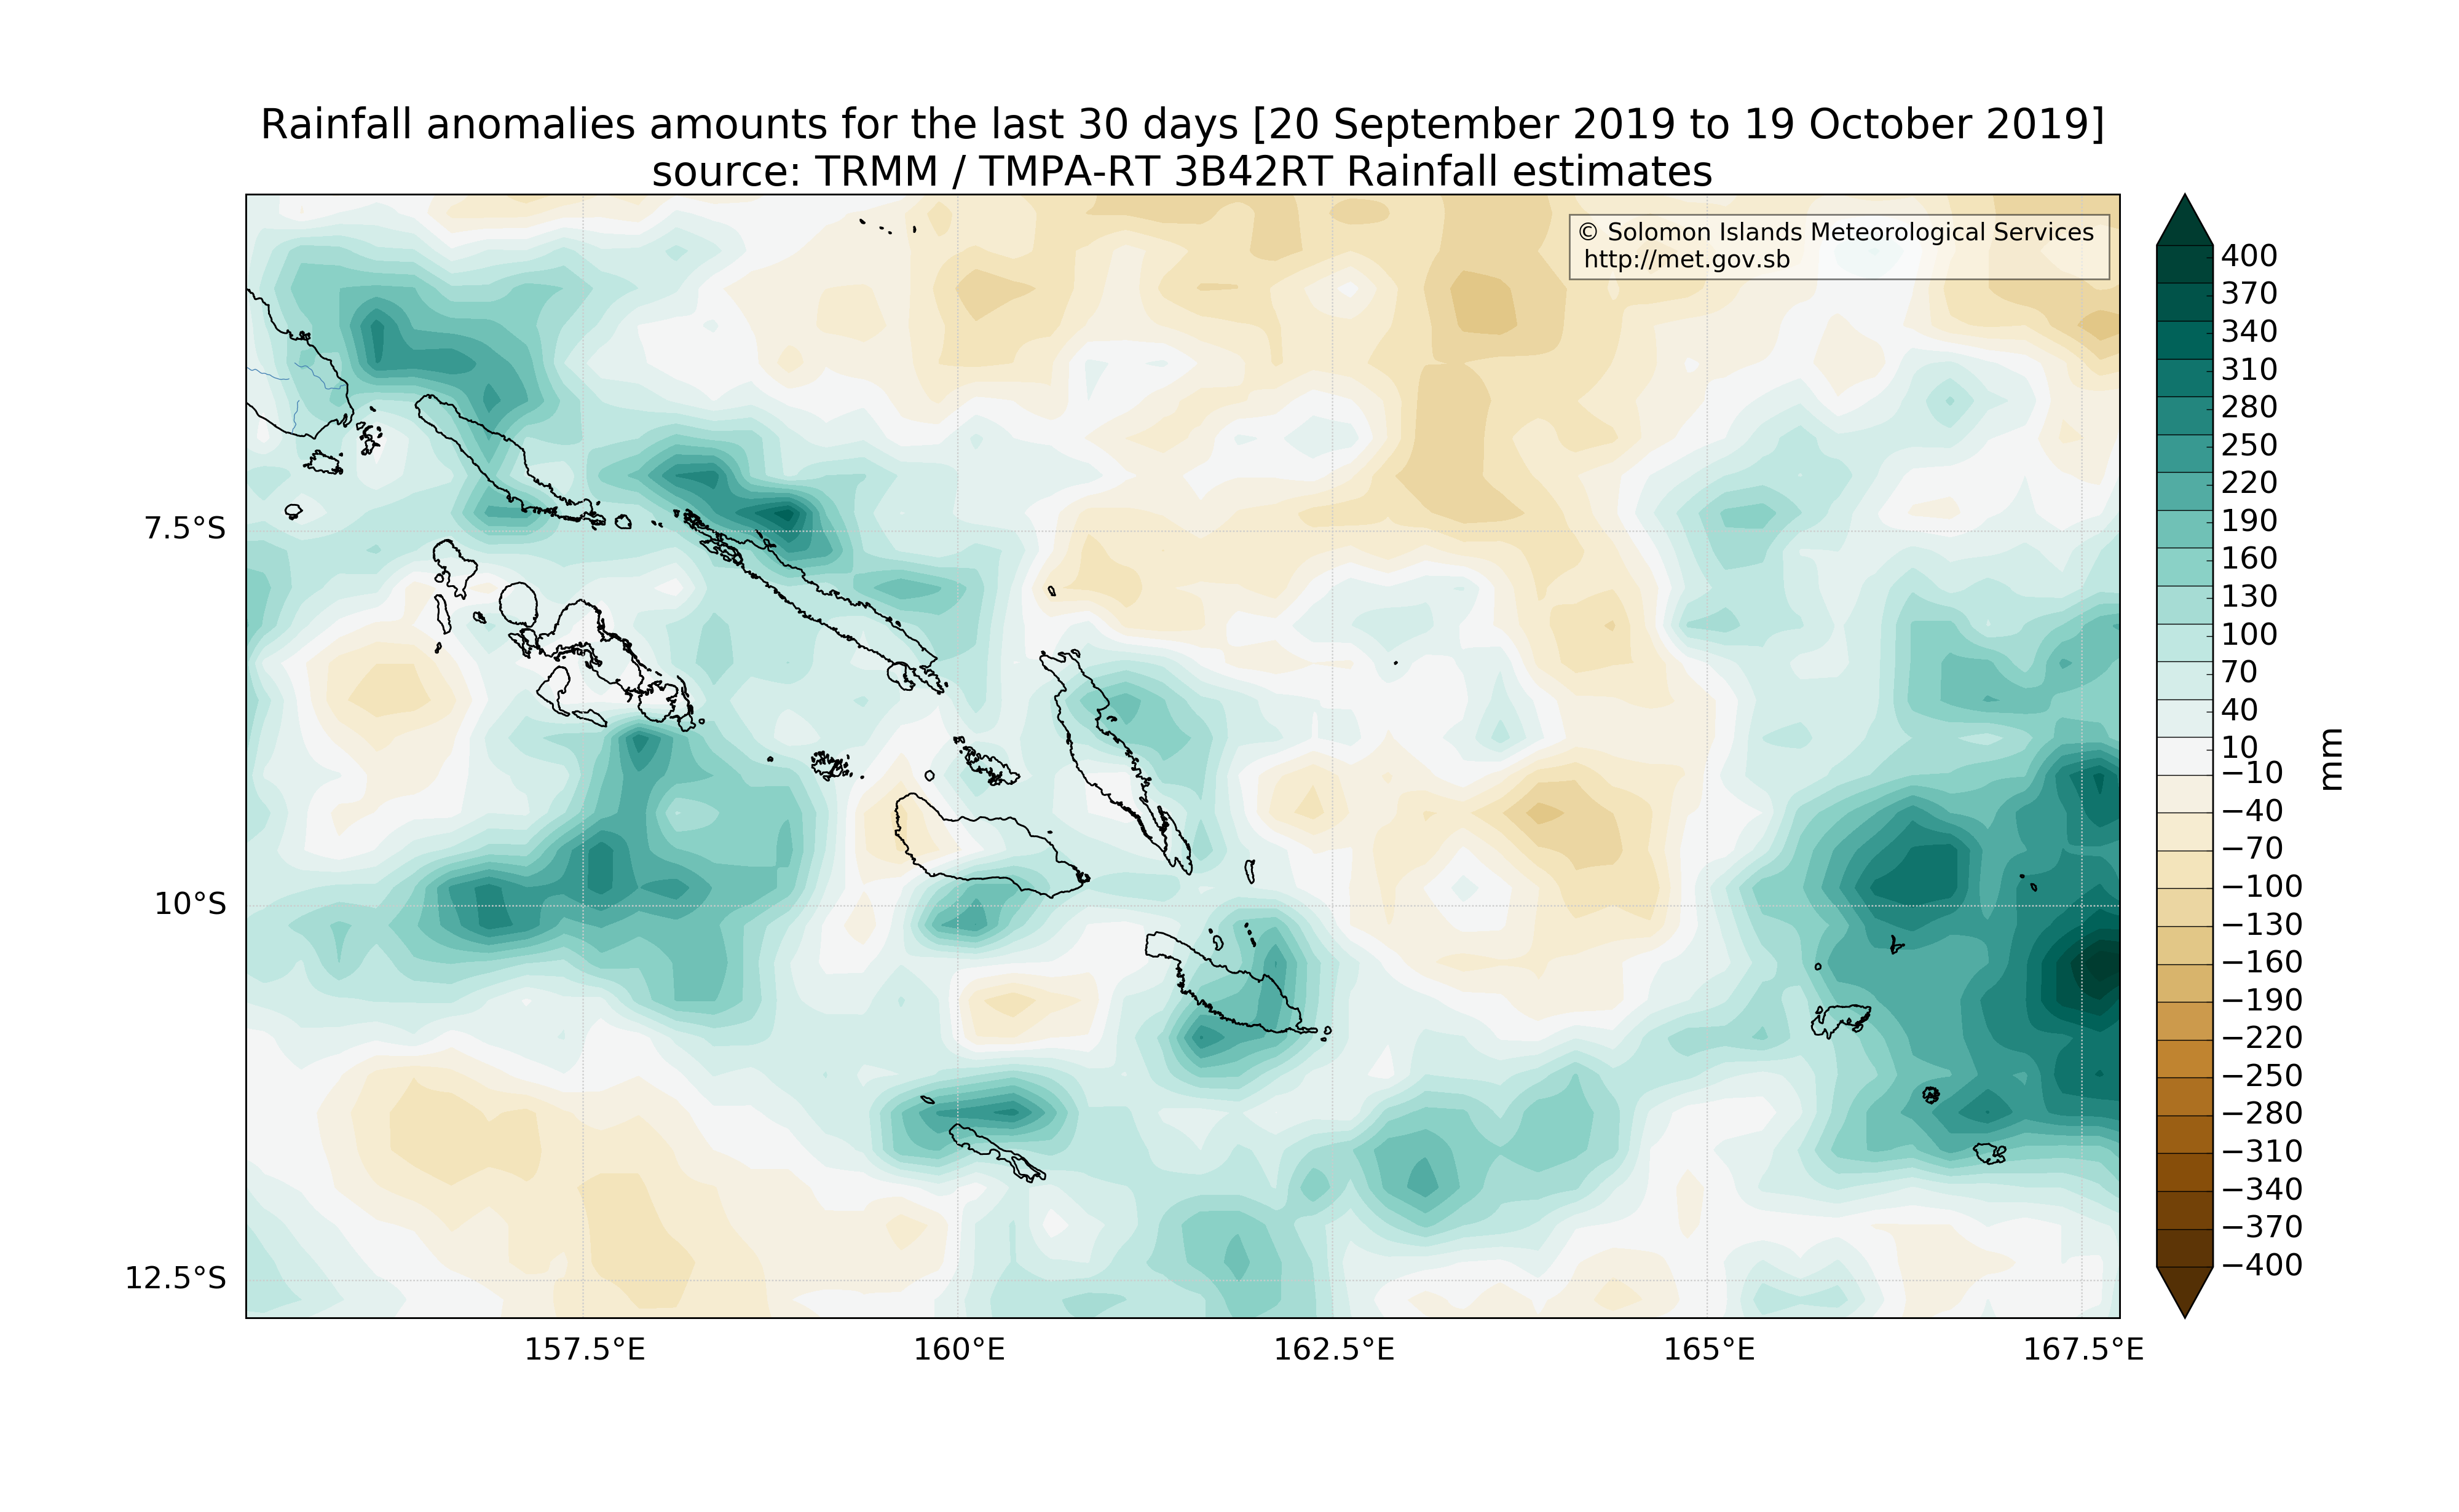 Rainfall anomalies amounts for the last 30 days [20 September 2019 to 19 October 2019]
source: TRMM / TMPA-RT 3B42RT Rainfall estimates
© Solomon Islands Meteorological Services
http://met.gov.sb
7.5°S
10°S
12.5°S
157.5°E
160°E
162.5°E
165°E
167.5°E
400
370
340
310
280
250
220
190
160
130
100
70
40
10
−10
−40
−70
−100
−130
−160
−190
−220
−250
−280
−310
−340
−370
−400
mm